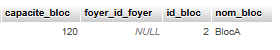 capacite_bloc foyer_id_foyer id_bloc nom_bloc
120 NULL 2 BlocA